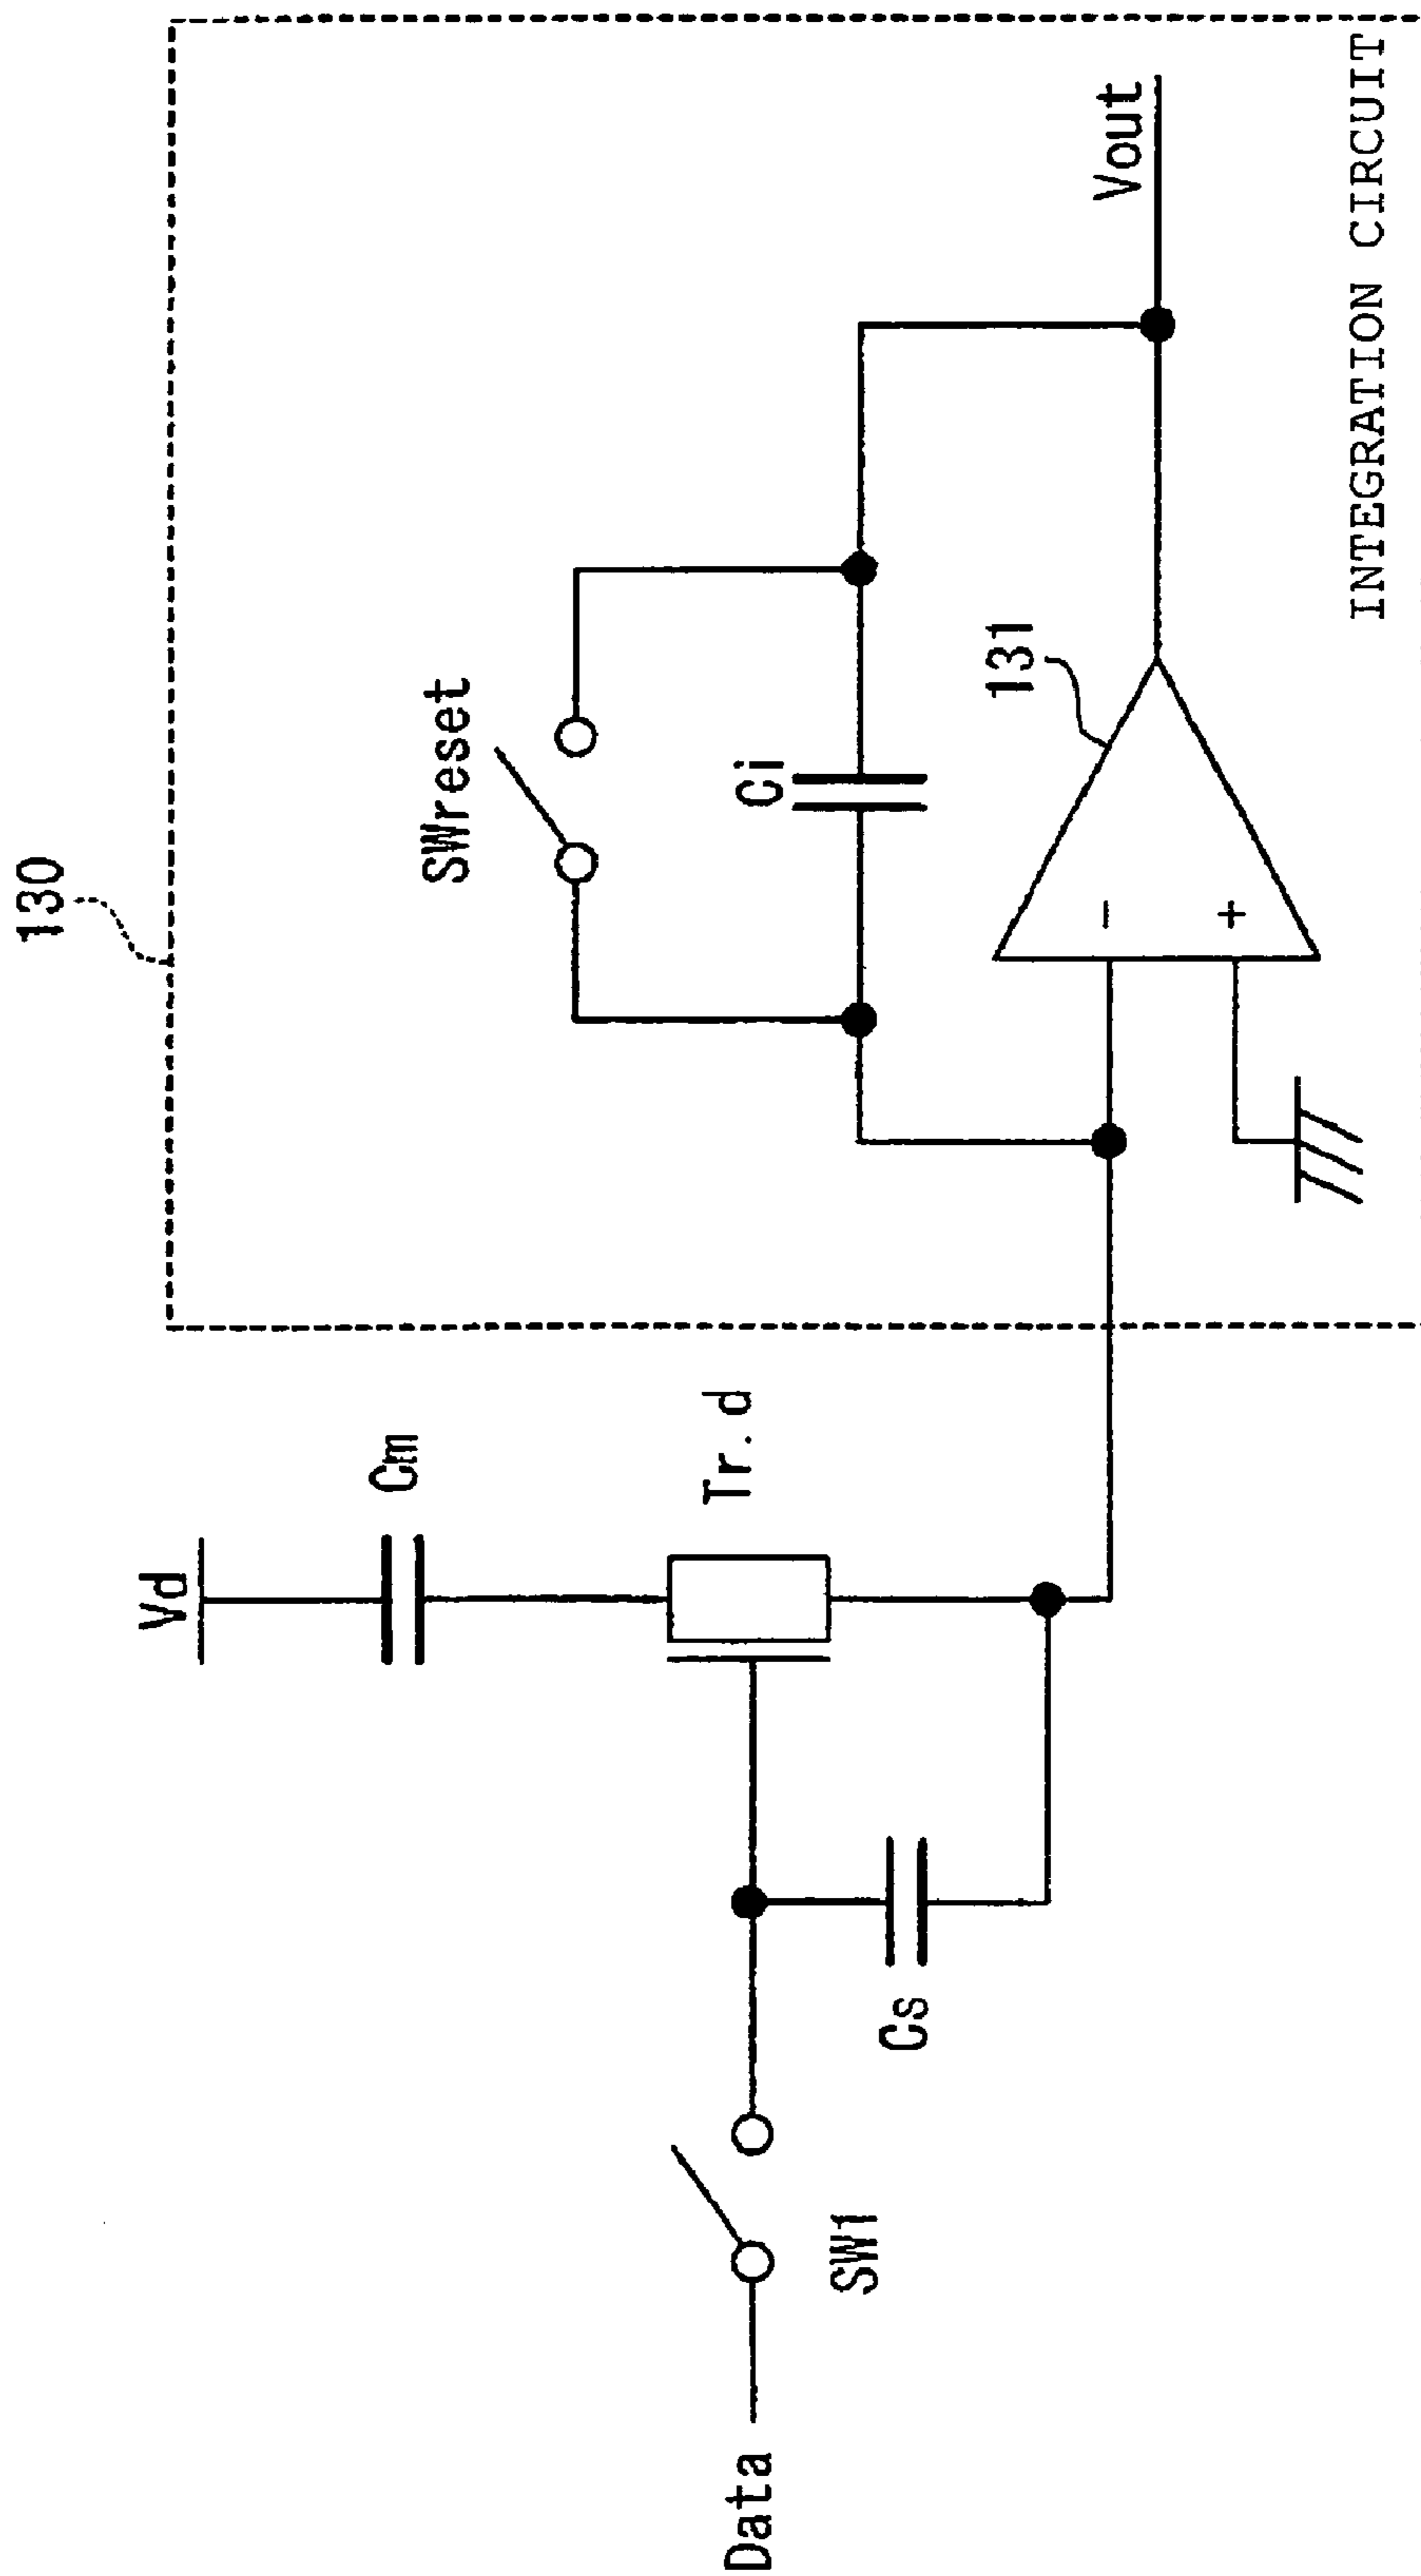 130
SWreset
Ci
131
-
+
Vout
INTEGRATION CIRCUIT
Vd
Cm
Tr.d
Cs
SW1
Data